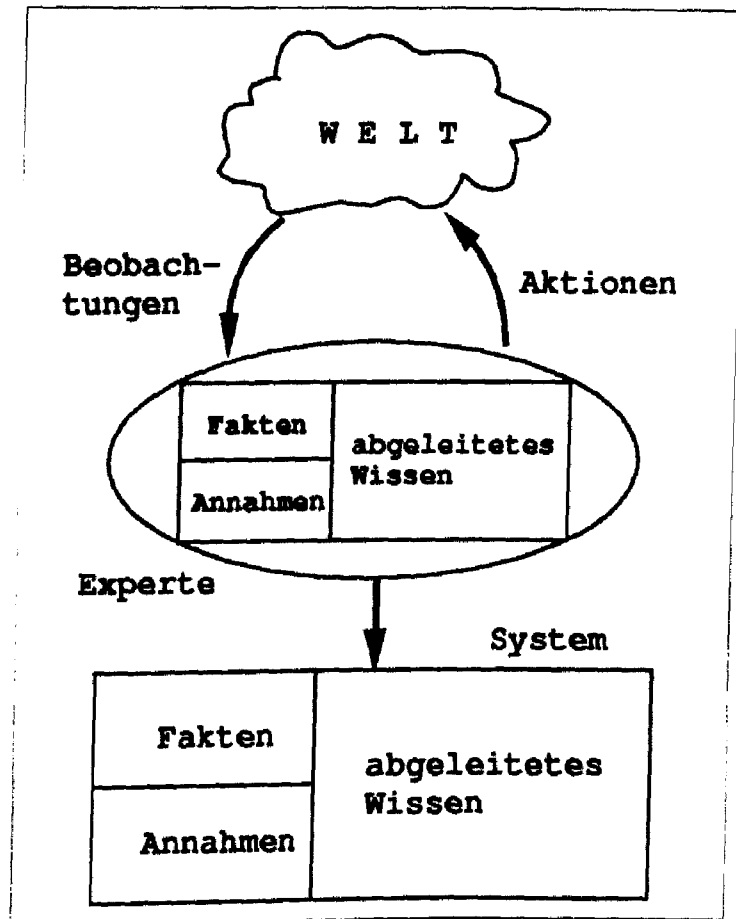 W E L T
Beobach-
tungen
Aktionen
Fakten
abgeleitetes
Wissen
Annahmen
Experte
System
Fakten
abgeleitetes
Wissen
Annahmen